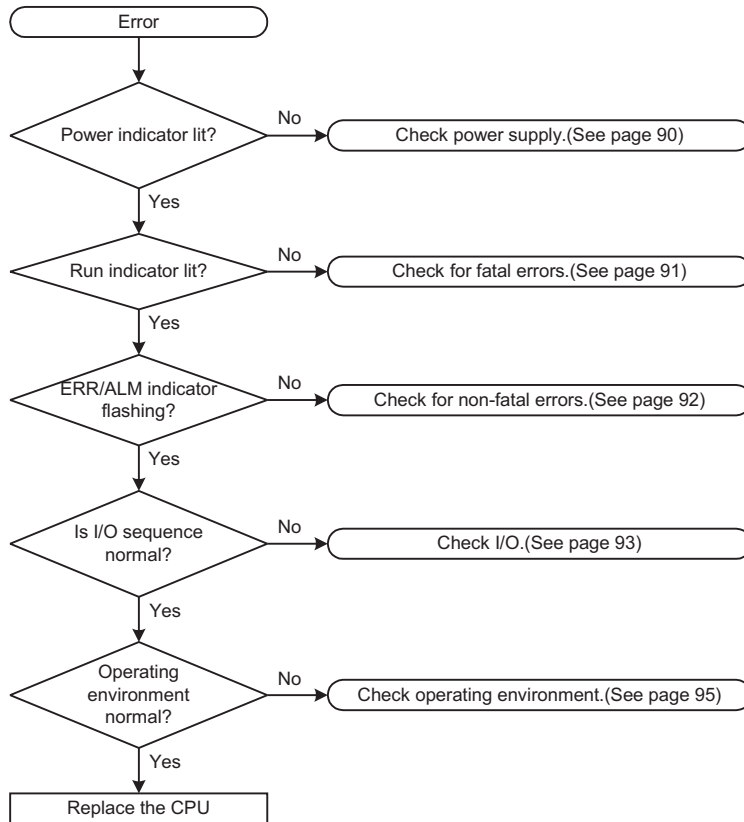 Error
Power indicator lit?
No
Check power supply.(See page 90)
Yes
Run indicator lit?
No
Check for fatal errors.(See page 91)
Yes
ERR/ALM indicator
flashing?
No
Check for non-fatal errors.(See page 92)
Yes
Is I/O sequence
normal?
No
Check I/O.(See page 93)
Yes
Operating
environment
normal?
No
Check operating environment.(See page 95)
Yes
Replace the CPU